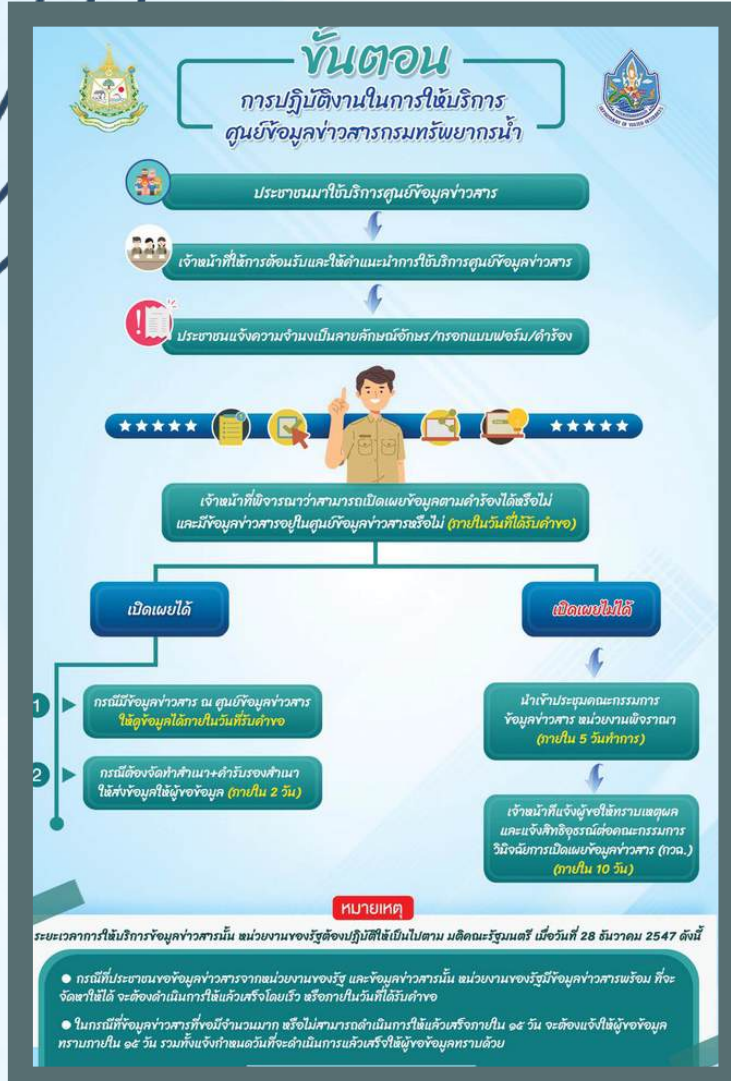 ขั้นตอน
การปฏิบัติงานในการให้บริการ
ศูนย์ข้อมูลข่าวสารกรมทรัพยากรน้ำ
ประชาชนมาใช้บริการศูนย์ข้อมูลข่าวสาร
เจ้าหน้าที่ให้การต้อนรับและให้คำแนะนำการใช้บริการศูนย์ข้อมูลข่าวสาร
ประชาชนแจ้งความจำนงเป็นลายลักษณ์อักษร/กรอกแบบฟอร์ม/คำร้อง
เจ้าหน้าที่พิจารณาว่าสามารถเปิดเผยข้อมูลตามคำร้องได้หรือไม่
และมีข้อมูลข่าวสารอยู่ในศูนย์ข้อมูลข่าวสารหรือไม่ (ภายในวันที่ได้รับคำขอ)
เปิดเผยได้
1
กรณีมีข้อมูลข่าวสาร ณ ศูนย์ข้อมูลข่าวสาร
ให้ดูข้อมูลได้ภายในวันที่รับคำขอ
2
กรณีต้องจัดทำสำเนา+คำรับรองสำเนา
ให้ส่งข้อมูลให้ผู้ขอข้อมูล (ภายใน 2 วัน)
เปิดเผยไม่ได้
นำเข้าประชุมคณะกรรมการ
ข้อมูลข่าวสาร หน่วยงานพิจราณา
(ภายใน 5 วันทำการ)
เจ้าหน้าที่แจ้งผู้ขอให้ทราบเหตุผล
และแจ้งสิทธิอุธรณ์ต่อคณะกรรมการ
วินิจฉัยการเปิดเผยข้อมูลข่าวสาร (กวฉ.)
(ภายใน 10 วัน)
หมายเหตุ
ระยะเวลาการให้บริการข้อมูลข่าวสารนั้น หน่วยงานของรัฐต้องปฏิบัติให้เป็นไปตาม มติคณะรัฐมนตรี เมื่อวันที่ 28 ธันวาคม 2547 ดังนี้
● กรณีที่ประชาชนขอข้อมูลข่าวสารจากหน่วยงานของรัฐ และข้อมูลข่าวสารนั้น หน่วยงานของรัฐมีข้อมูลข่าวสารพร้อม ที่จะ
จัดหาให้ได้ จะต้องดำเนินการให้แล้วเสร็จโดยเร็ว หรือภายในวันที่ได้รับคำขอ
● ในกรณีที่ข้อมูลข่าวสารที่ขอมีจำนวนมาก หรือไม่สามารถดำเนินการให้แล้วเสร็จภายใน ๑๕ วัน จะต้องแจ้งให้ผู้ขอข้อมูล
ทราบภายใน ๑๕ วัน รวมทั้งแจ้งกำหนดวันที่จะดำเนินการแล้วเสร็จให้ผู้ขอข้อมูลทราบด้วย